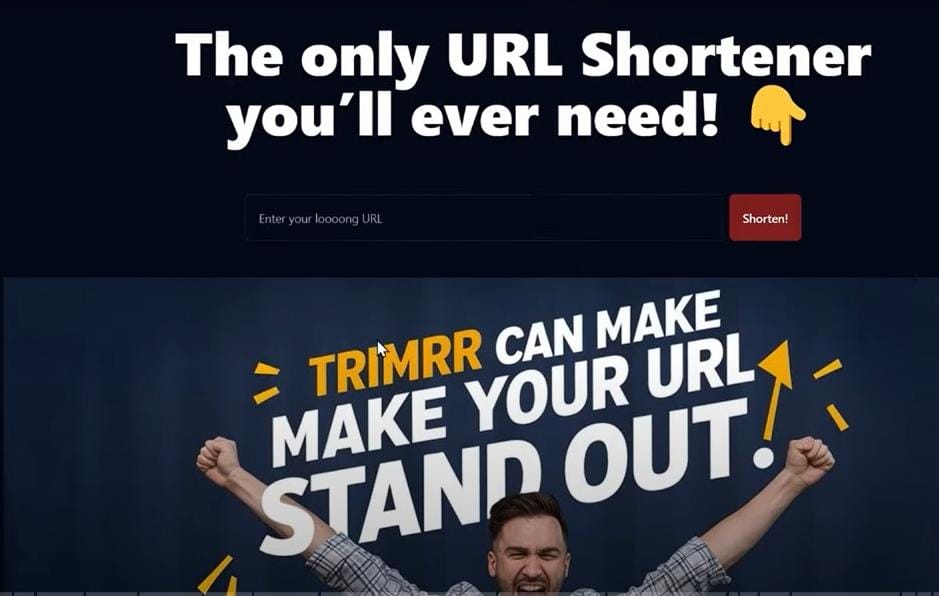 The only URL Shortener
you´ll ever need! 👇
Enter your loooong URL
Shorten!
TRIMRR CAN MAKE
MAKE YOUR URL
STAND OUT.